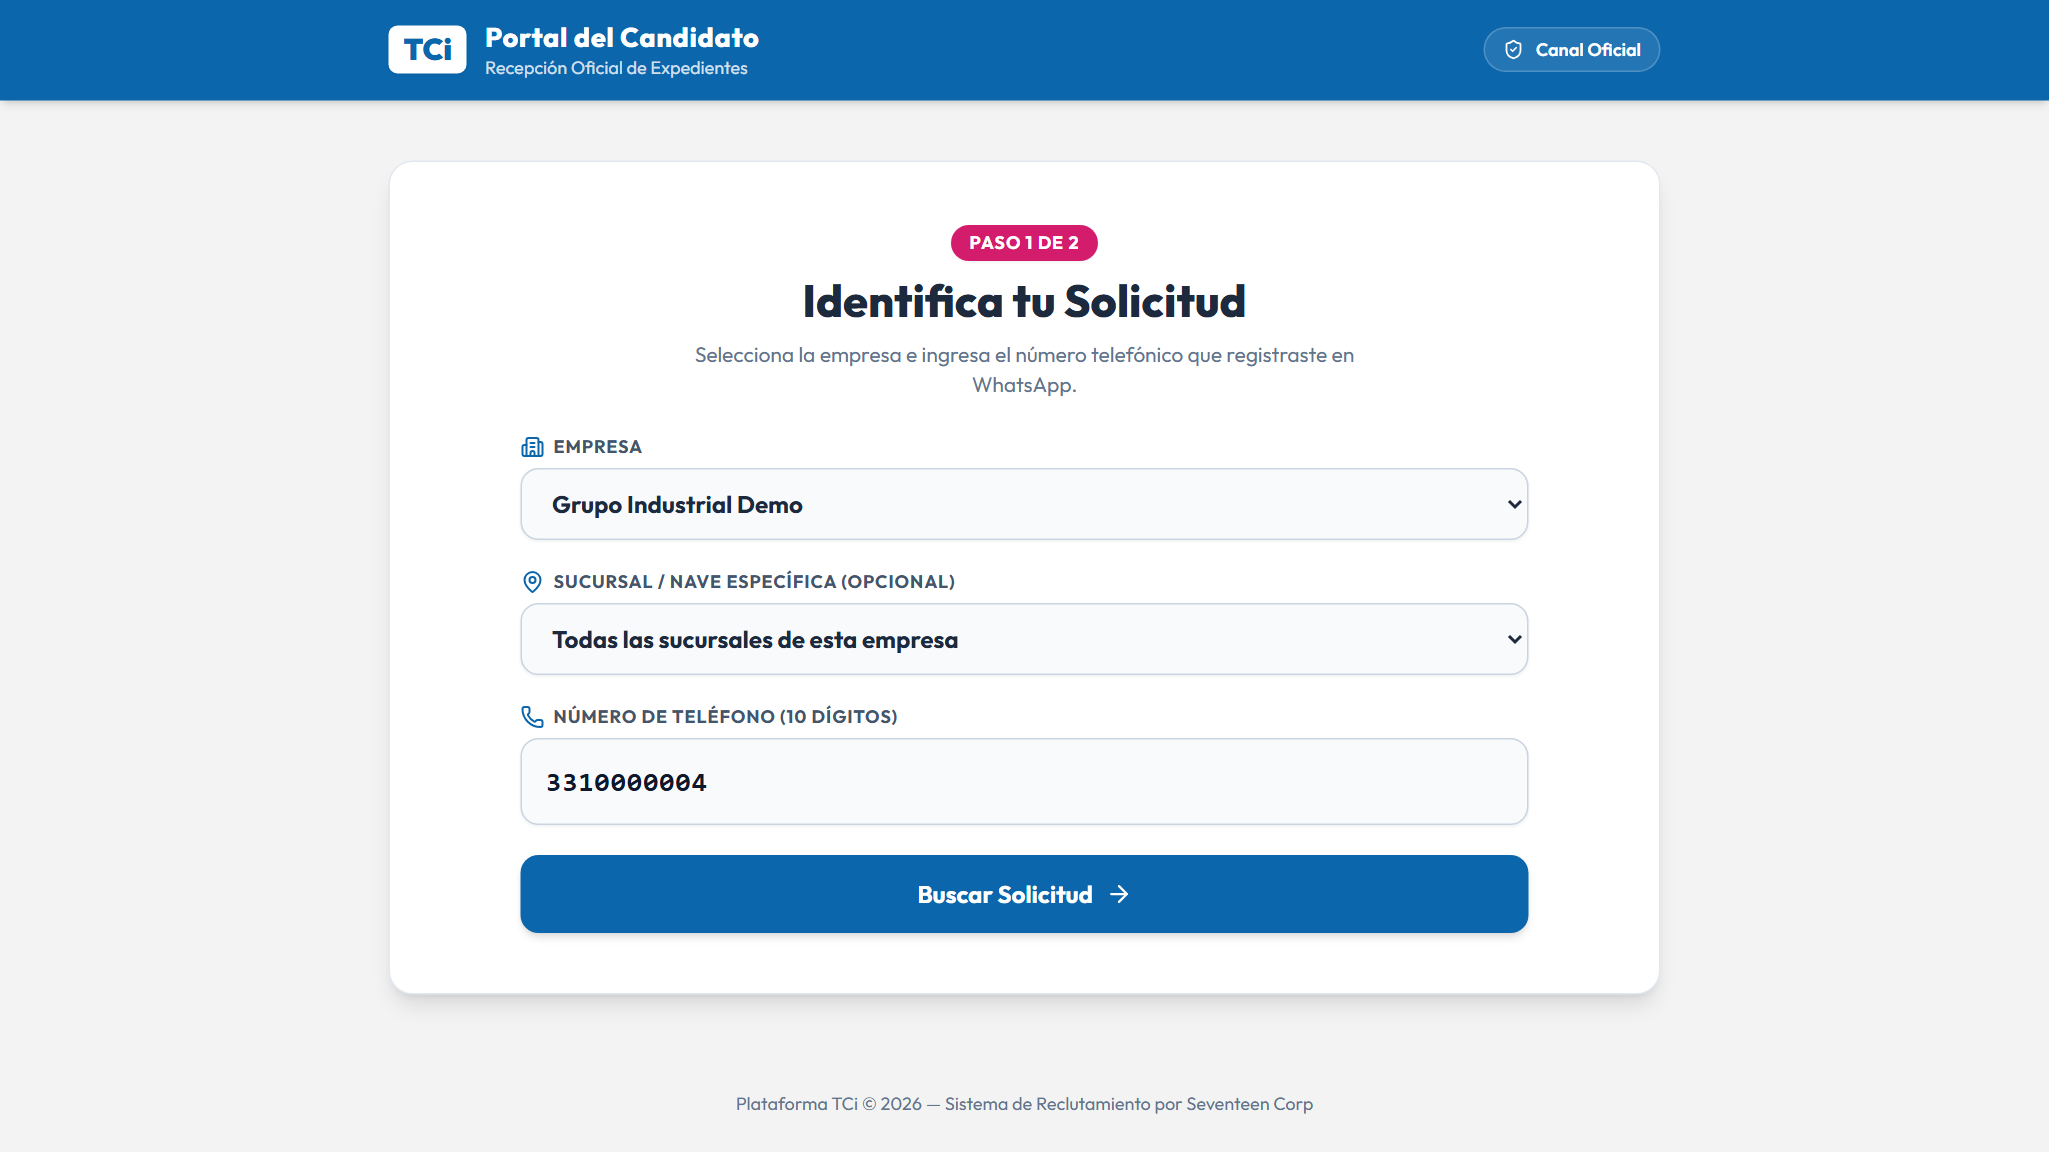 TCi
Portal del Candidato
Recepción Oficial de Expedientes
Canal Oficial
PASO 1 DE 2
Identifica tu Solicitud
Selecciona la empresa e ingresa el número telefónico que registraste en
WhatsApp.
EMPRESA
Grupo Industrial Demo
SUCURSAL / NAVE ESPECÍFICA (OPCIONAL)
Todas las sucursales de esta empresa
NÚMERO DE TELÉFONO (10 DÍGITOS)
3310000004
Buscar Solicitud →
Plataforma TCi © 2026 — Sistema de Reclutamiento por Seventeen Corp